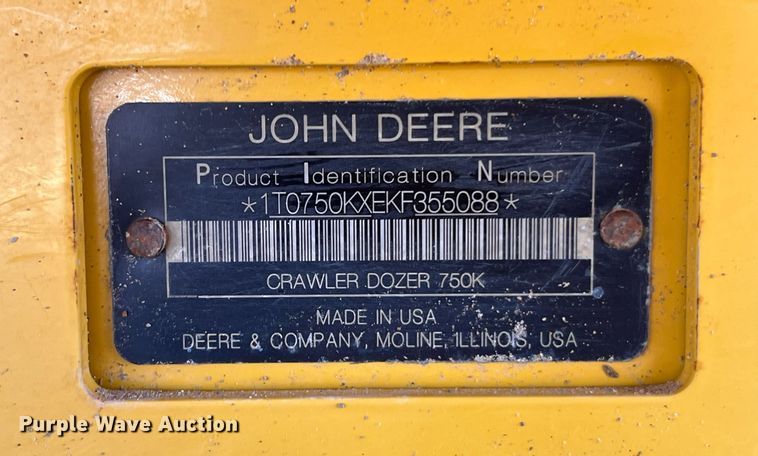 JOHN DEERE
Product Identification Number
*1T0750KXEKF355088*
CRAWLER DOZER 750K
MADE IN USA
DEERE & COMPANY, MOLINE, ILLINOIS, USA
Purple Wave Auction